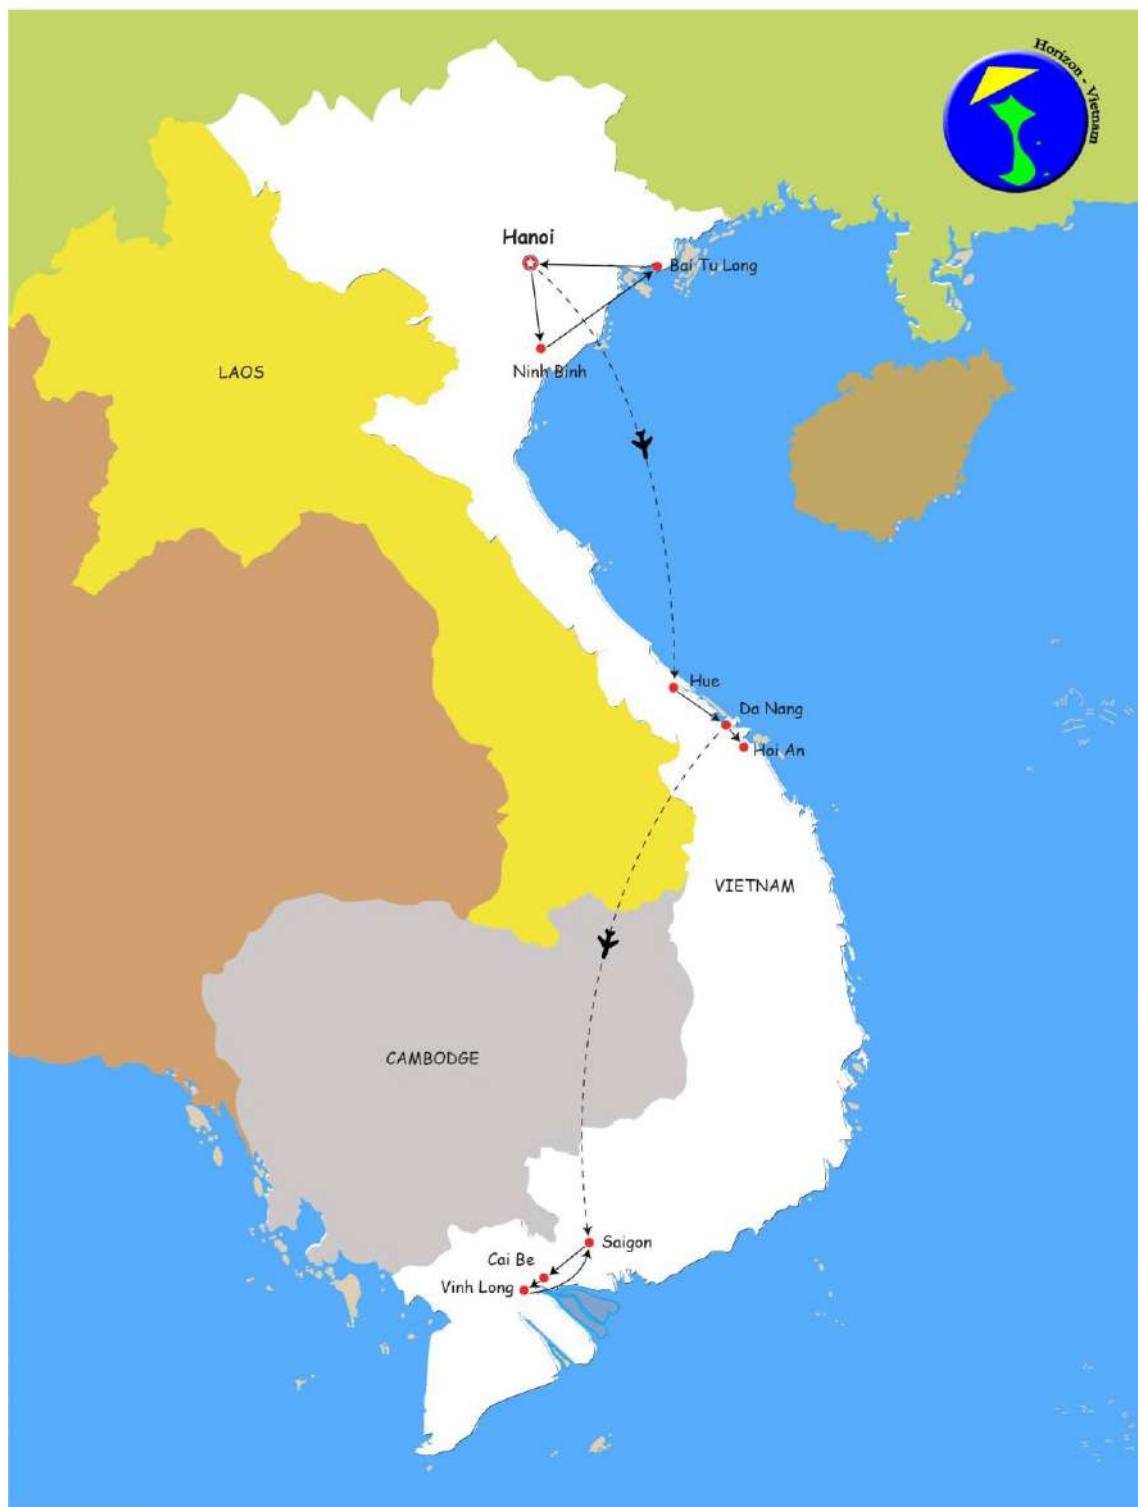 Horizon - Vietnam
Hanoi
Bai Tu Long
Ninh Binh
LAOS
Hue
Da Nang
Hoi An
VIETNAM
CAMBODGE
Saigon
Cai Be
Vinh Long